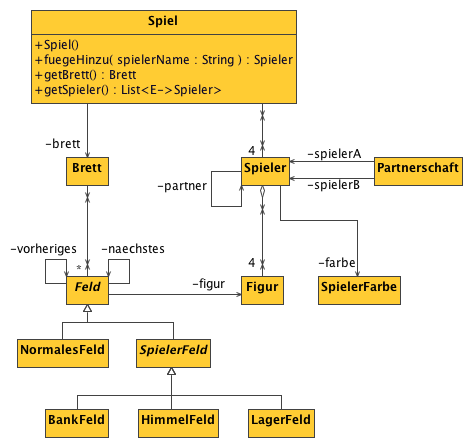 Spiel
+Spiel()
+fuegeHinzu( spielerName : String ) : Spieler
+getBrett() : Brett
+getSpieler() : List<E->Spieler>
-brett
4
-spielerA
Brett
Spieler
Partnerschaft
-partner
-spielerB
-vorheriges
-naechstes
*
4
-farbe
Feld
-figur
Figur
SpielerFarbe
NormalesFeld
SpielerFeld
BankFeld
HimmelFeld
LagerFeld